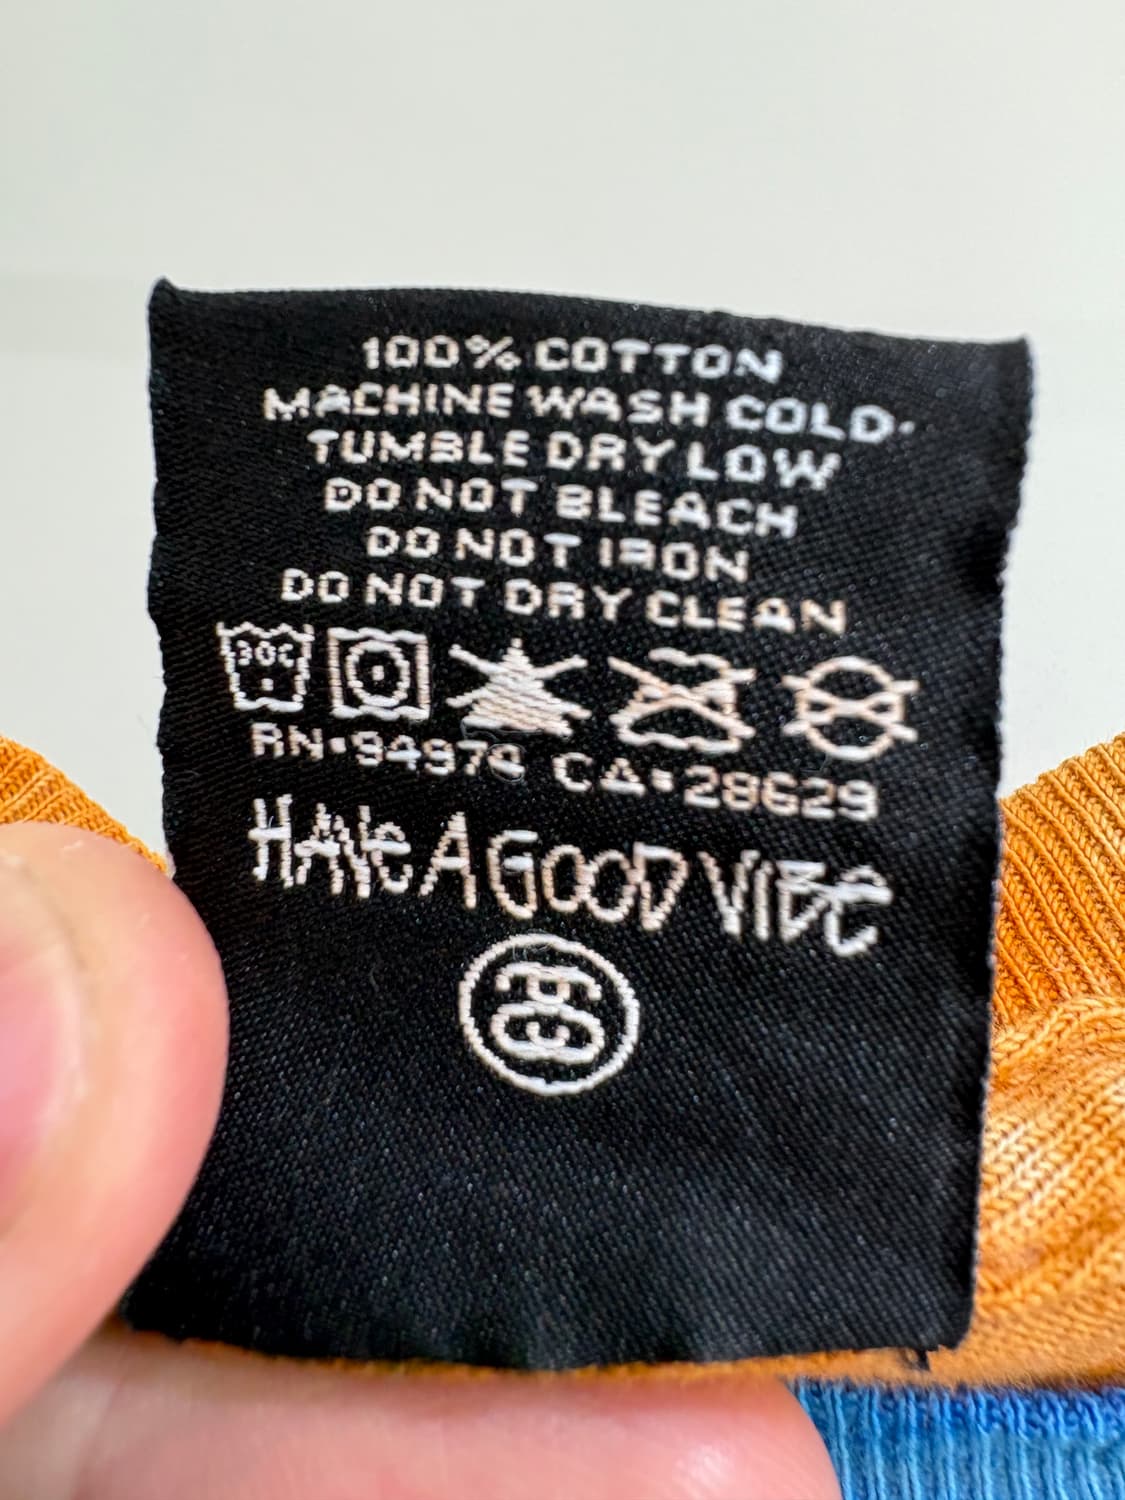 100% COTTON
MACHINE WASH COLD.
TUMBLE DRY LOW
DO NOT BLEACH
DO NOT IRON
DO NOT DRY CLEAN
30C
RN•94974 CA•28629
HAVE A GOOD VIBE